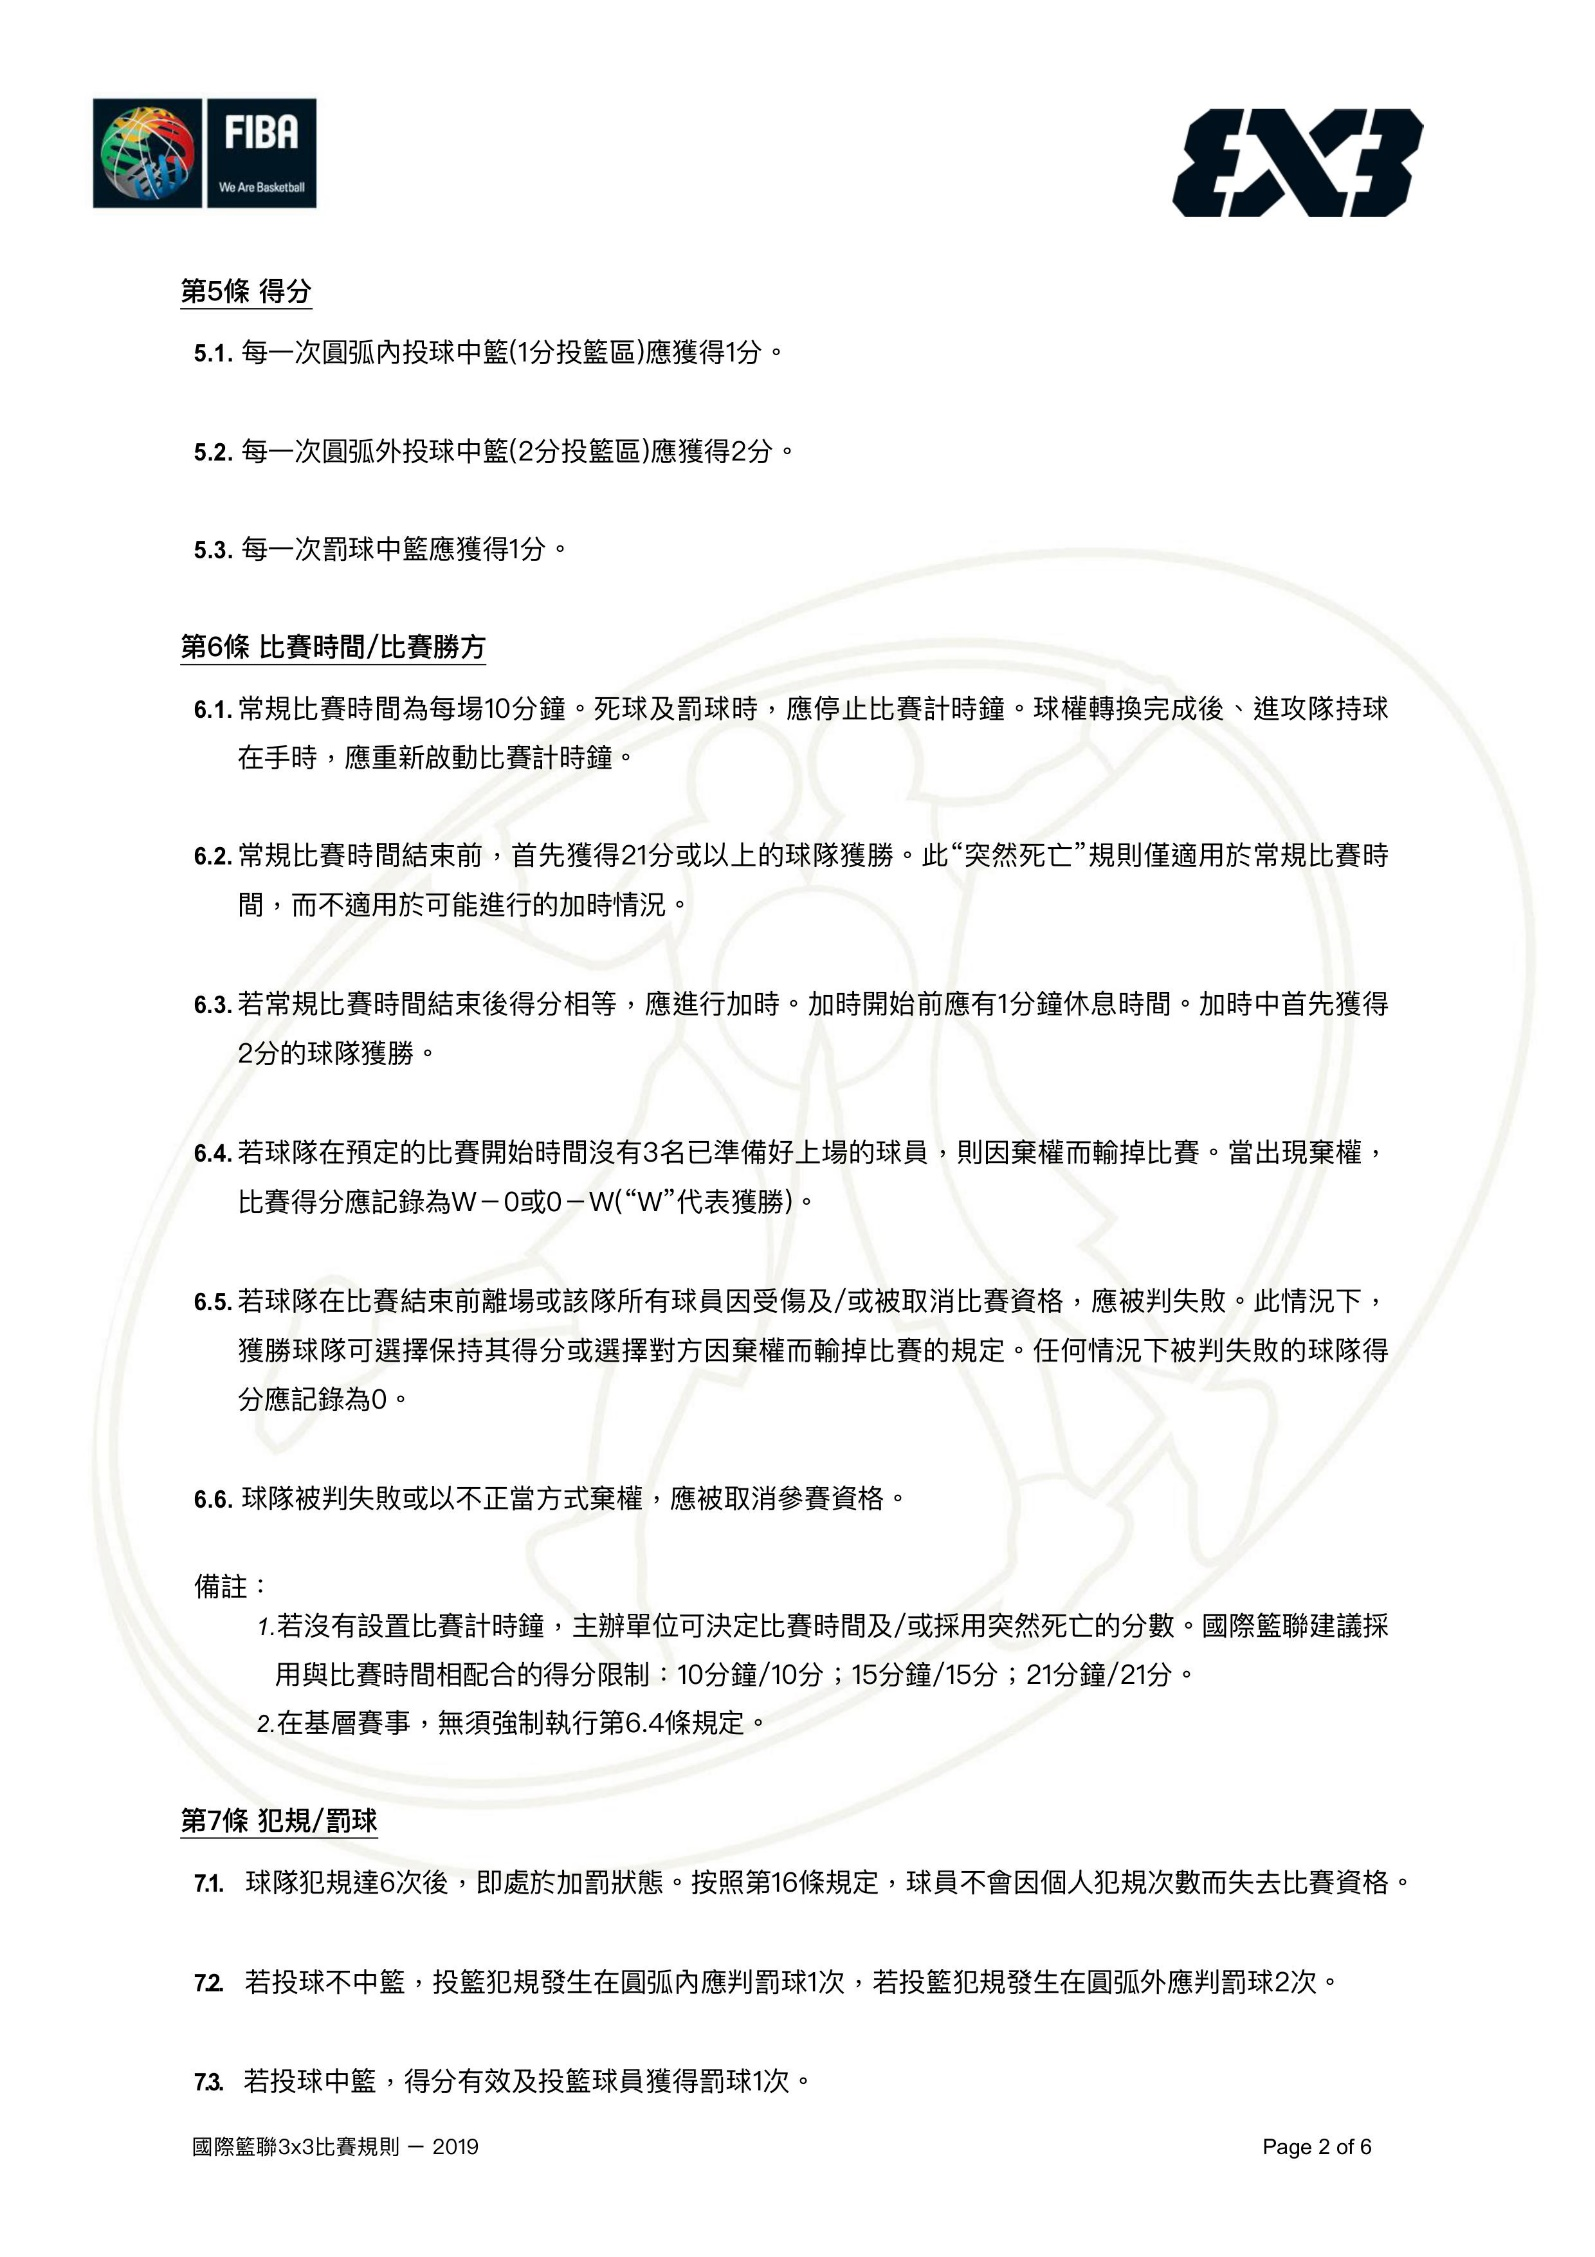 FIBA
We Are Basketball
3X3
第5條 得分
5.1. 每一次圓弧內投球中籃(1分投籃區)應獲得1分。
5.2. 每一次圓弧外投球中籃(2分投籃區)應獲得2分。
5.3. 每一次罰球中籃應獲得1分。
第6條 比賽時間/比賽勝方
6.1. 常規比賽時間為每場10分鐘。死球及罰球時，應停止比賽計時鐘。球權轉換完成後、進攻隊持球
在手時，應重新啟動比賽計時鐘。
6.2. 常規比賽時間結束前，首先獲得21分或以上的球隊獲勝。此“突然死亡”規則僅適用於常規比賽時
間，而不適用於可能進行的加時情況。
6.3. 若常規比賽時間結束後得分相等，應進行加時。加時開始前應有1分鐘休息時間。加時中首先獲得
2分的球隊獲勝。
6.4. 若球隊在預定的比賽開始時間沒有3名已準備好上場的球員，則因棄權而輸掉比賽。當出現棄權，
比賽得分應記錄為W－0或0－W(“W”代表獲勝)。
6.5. 若球隊在比賽結束前離場或該隊所有球員因受傷及/或被取消比賽資格，應被判失敗。此情況下，
獲勝球隊可選擇保持其得分或選擇對方因棄權而輸掉比賽的規定。任何情況下被判失敗的球隊得
分應記錄為0。
6.6. 球隊被判失敗或以不正當方式棄權，應被取消參賽資格。
備註：
1.若沒有設置比賽計時鐘，主辦單位可決定比賽時間及/或採用突然死亡的分數。國際籃聯建議採
用與比賽時間相配合的得分限制：10分鐘/10分；15分鐘/15分；21分鐘/21分。
2.在基層賽事，無須強制執行第6.4條規定。
第7條 犯規/罰球
7.1. 球隊犯規達6次後，即處於加罰狀態。按照第16條規定，球員不會因個人犯規次數而失去比賽資格。
7.2. 若投球不中籃，投籃犯規發生在圓弧內應判罰球1次，若投籃犯規發生在圓弧外應判罰球2次。
7.3. 若投球中籃，得分有效及投籃球員獲得罰球1次。
國際籃聯3x3比賽規則 － 2019
Page 2 of 6